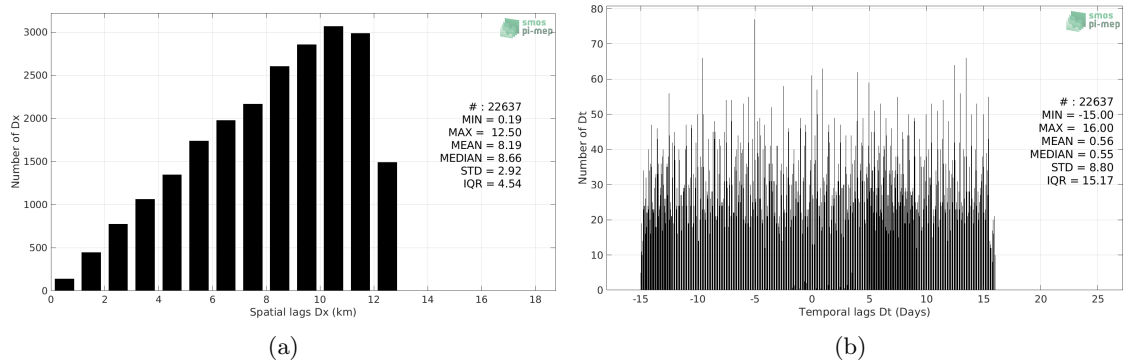 3000
2500
2000
1500
1000
500
0
Number of Dx
smos
pi-mep
# : 22637
MIN = 0.19
MAX = 12.50
MEAN = 8.19
MEDIAN = 8.66
STD = 2.92
IQR = 4.54
0 2 4 6 8 10 12 14 16 18
Spatial lags Dx (km)
(a)
80
70
60
50
40
30
20
10
0
Number of Dt
smos
pi-mep
# : 22637
MIN = -15.00
MAX = 16.00
MEAN = 0.56
MEDIAN = 0.55
STD = 8.80
IQR = 15.17
-15 -10 -5 0 5 10 15 20 25
Temporal lags Dt (Days)
(b)